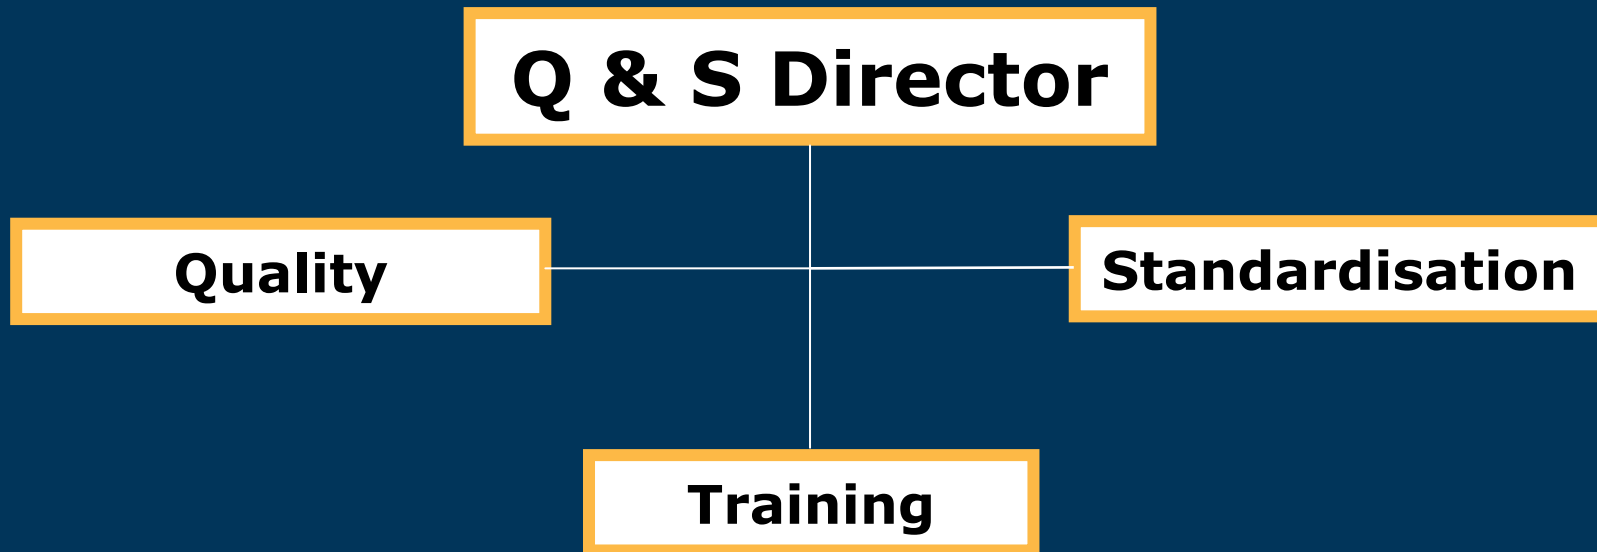 Q & S Director
Quality
Standardisation
Training